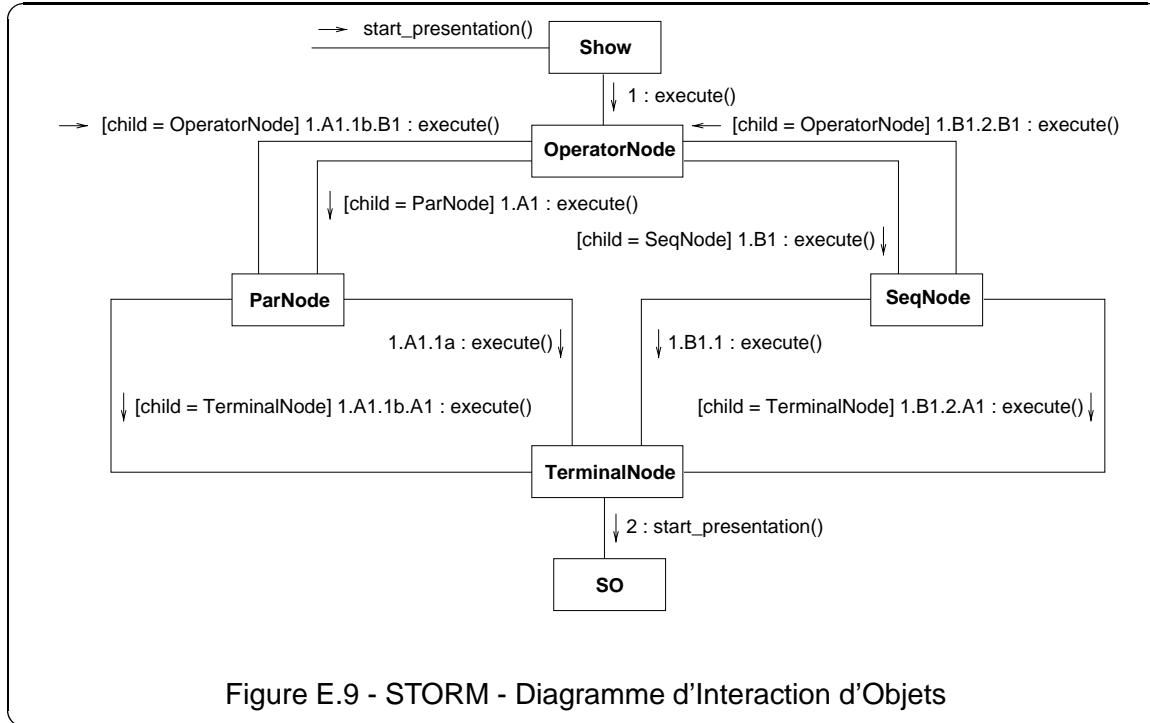 start_presentation()
Show
1 : execute()
[child = OperatorNode] 1.A1.1b.B1 : execute()
[child = OperatorNode] 1.B1.2.B1 : execute()
OperatorNode
[child = ParNode] 1.A1 : execute()
[child = SeqNode] 1.B1 : execute()
ParNode
SeqNode
1.A1.1a : execute()
1.B1.1 : execute()
[child = TerminalNode] 1.A1.1b.A1 : execute()
[child = TerminalNode] 1.B1.2.A1 : execute()
TerminalNode
2 : start_presentation()
SO
Figure E.9 - STORM - Diagramme d'Interaction d'Objets